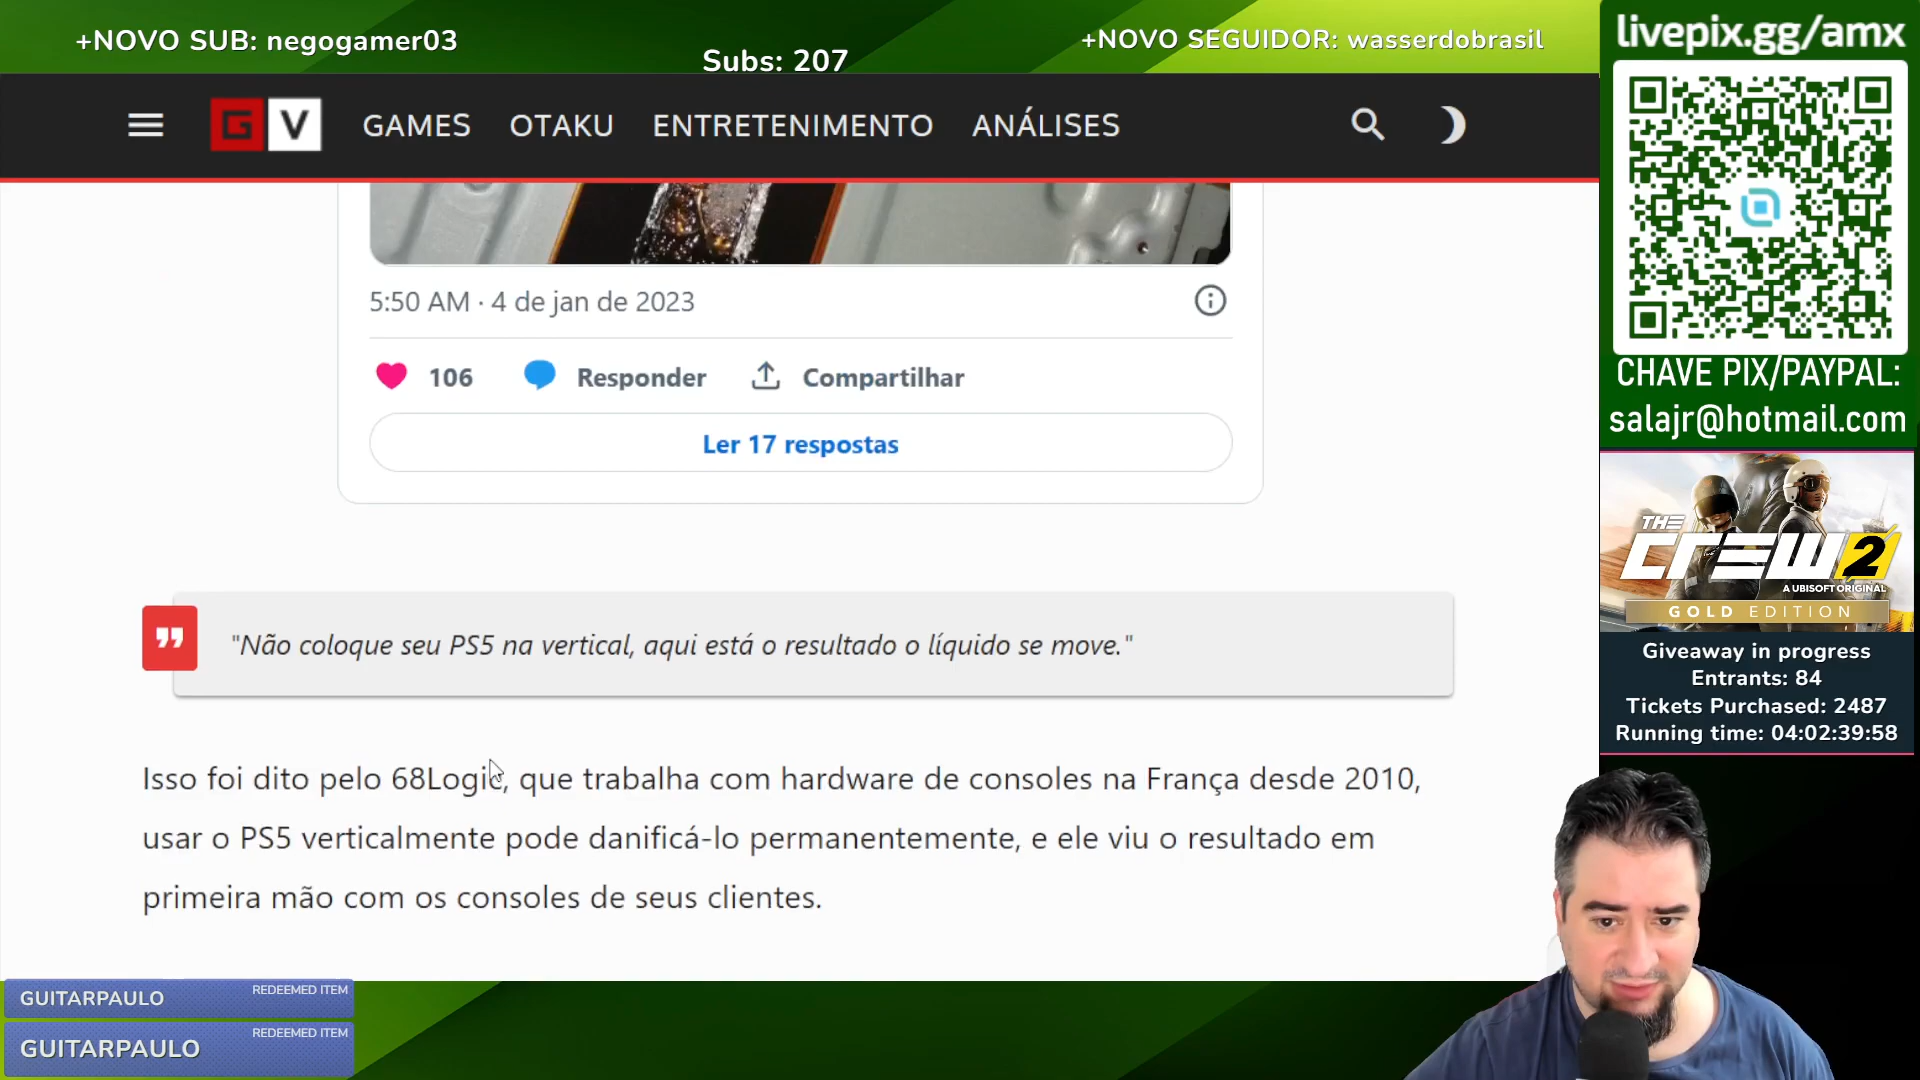 +NOVO SUB: negogamer03
Subs: 207
+NOVO SEGUIDOR: wasserdobrasil
livepix.gg/amx
G V
GAMES
OTAKU
ENTRETENIMENTO
ANÁLISES
5:50 AM · 4 de jan de 2023
106
Responder
Compartilhar
Ler 17 respostas
"Não coloque seu PS5 na vertical, aqui está o resultado o líquido se move."
Isso foi dito pelo 68Logic, que trabalha com hardware de consoles na França desde 2010,
usar o PS5 verticalmente pode danificá-lo permanentemente, e ele viu o resultado em
primeira mão com os consoles de seus clientes.
CHAVE PIX/PAYPAL:
salajr@hotmail.com
THE
CREW 2
A UBISOFT ORIGINAL
GOLD EDITION
Giveaway in progress
Entrants: 84
Tickets Purchased: 2487
Running time: 04:02:39:58
GUITARPAULO
REDEEMED ITEM
GUITARPAULO
REDEEMED ITEM